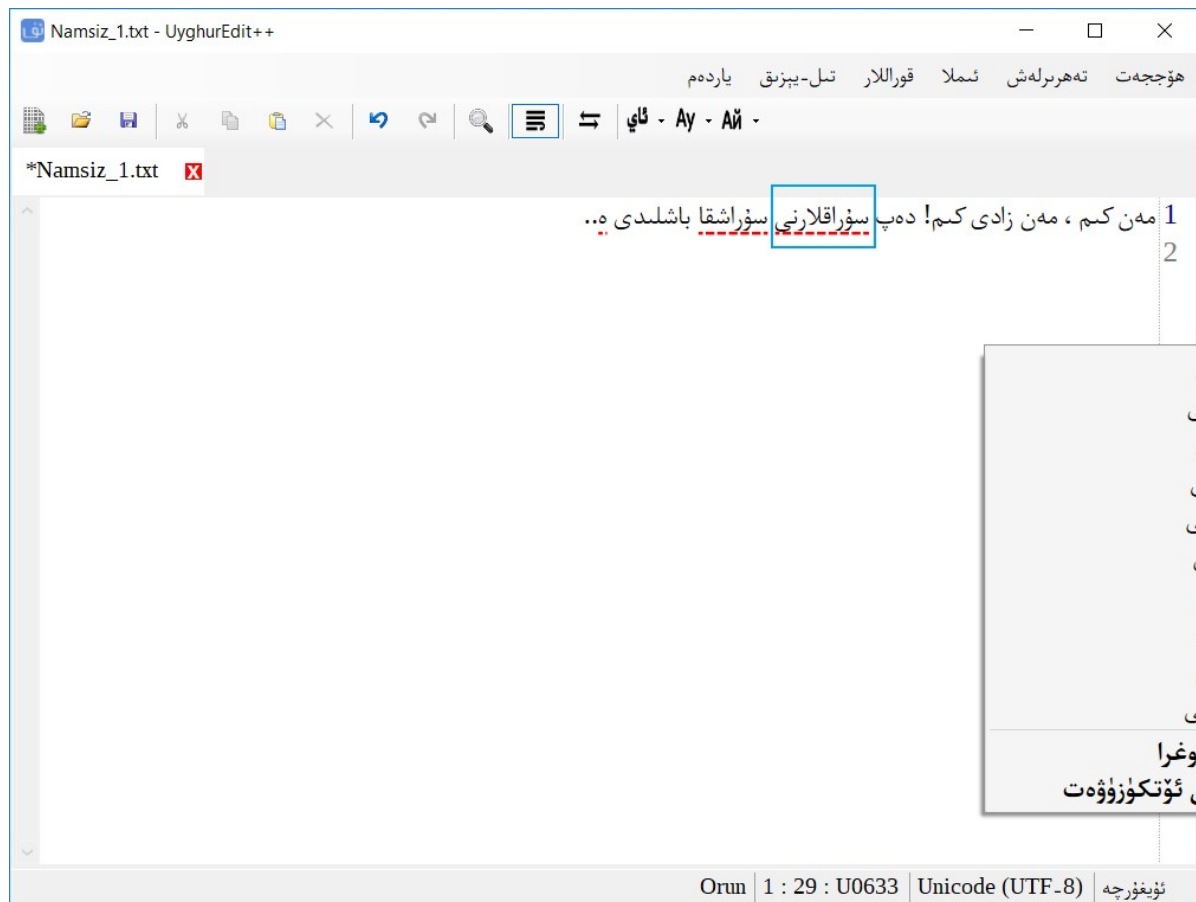 Namsiz_1.txt - UyghurEdit++
ھۆججەت تەھرىرلەش ئىملا قوراللار تىل-يېزىق ياردەم
ئاي - Ay - Ай -
*Namsiz_1.txt
1 مەن كىم ، مەن زادى كىم! دەپ سۇراقلارنى سۇراشقا باشلىدى ە..
2
وغرا
ئۆتكۈزۈۋەت
Orun 1 : 29 : U0633 Unicode (UTF-8) ئۇيغۇرچە